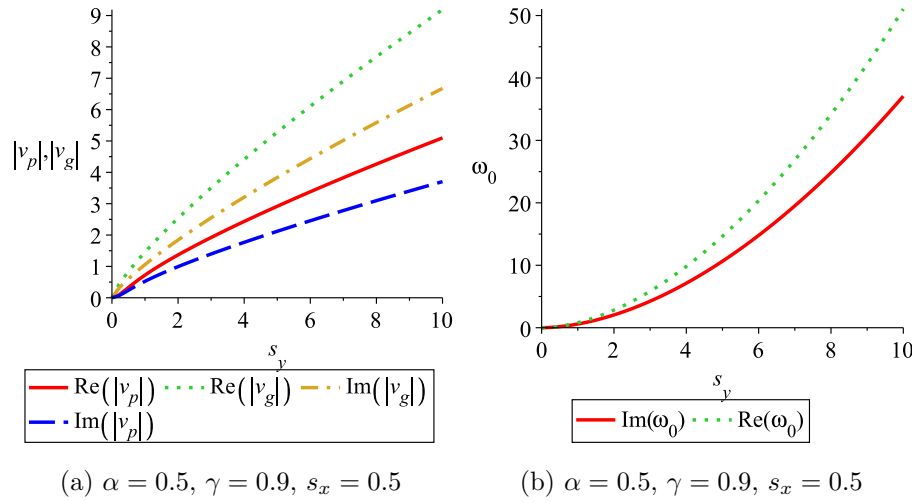 9
8
7
6
|v_p|,|v_g| 5
4
3
2
1
0
0 2 4 6 8 10
s_y
Re(|v_p|) Re(|v_g|) Im(|v_g|)
Im(|v_p|)
(a) α = 0.5, γ = 0.9, s_x = 0.5
50
40
30
ω_0
20
10
0
0 2 4 6 8 10
s_y
Im(ω_0) Re(ω_0)
(b) α = 0.5, γ = 0.9, s_x = 0.5